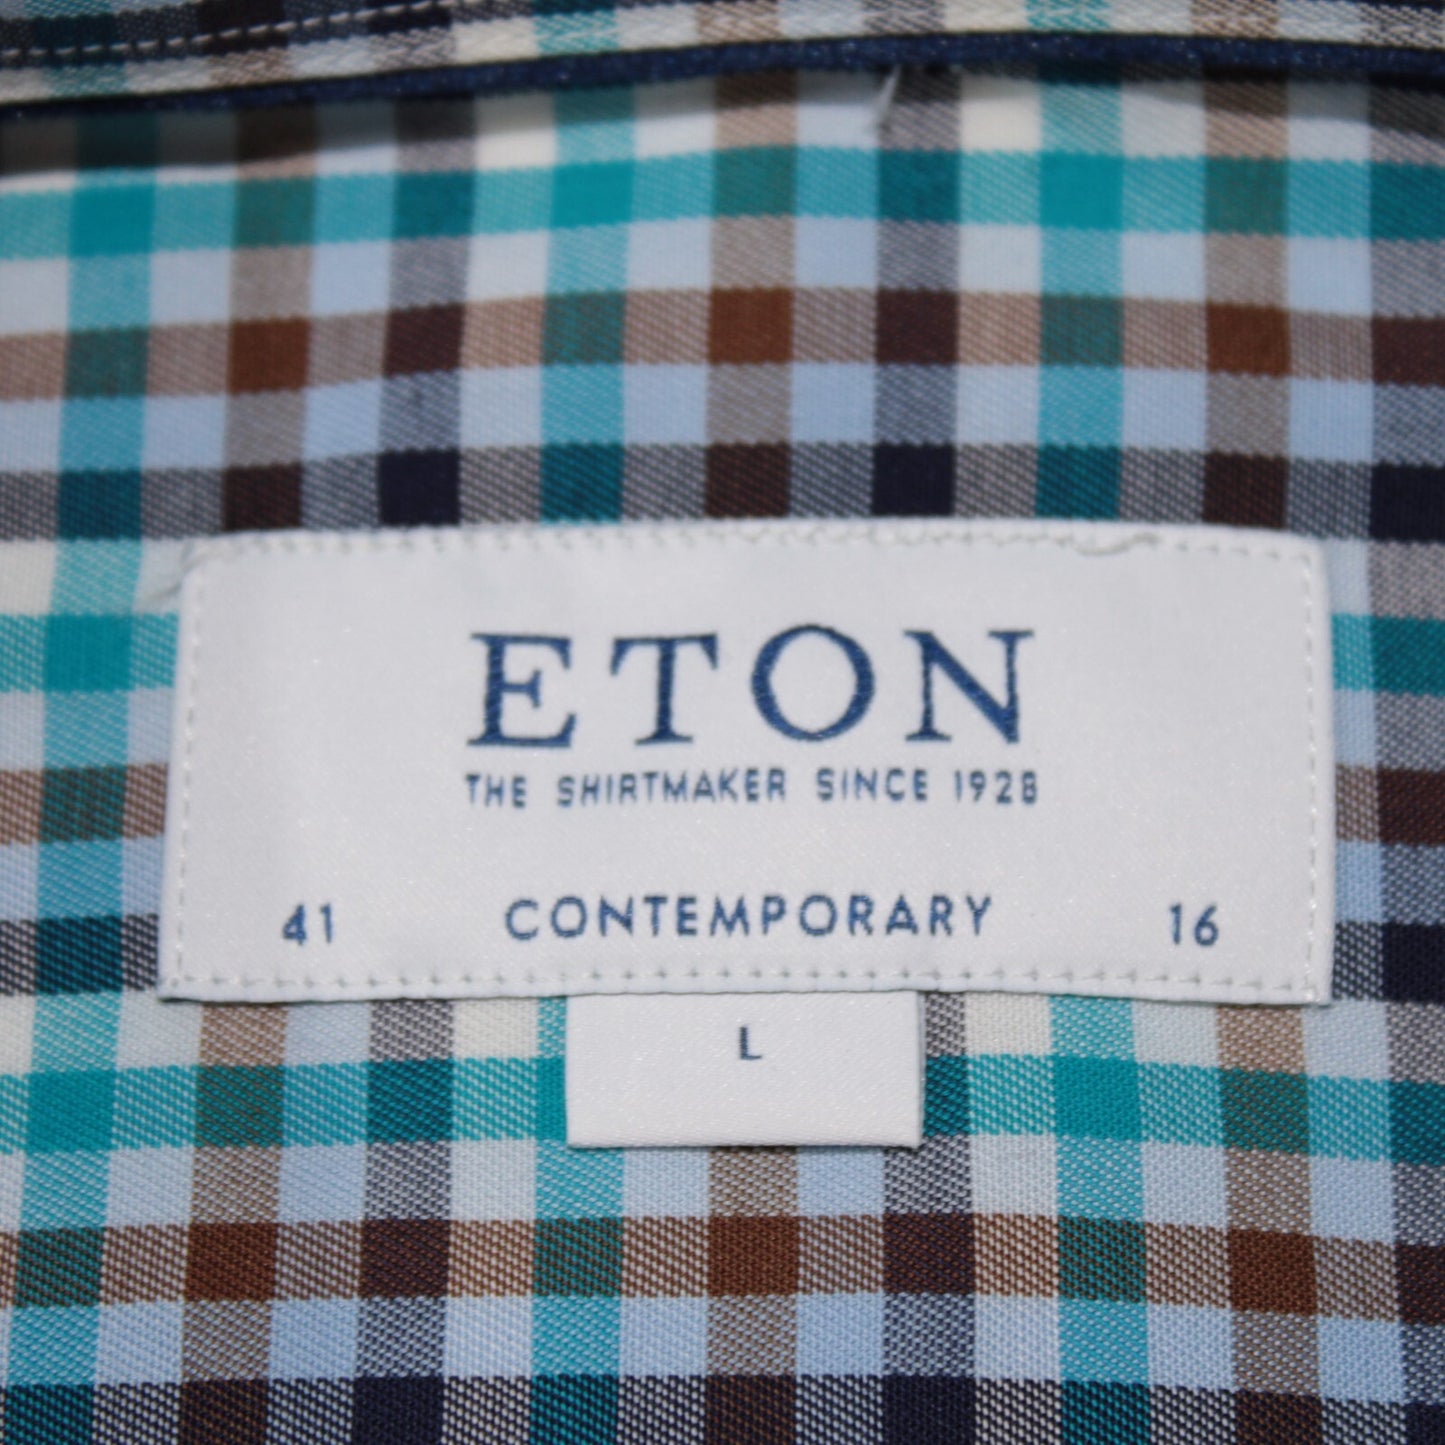 ETON
THE SHIRTMAKER SINCE 1928
41 CONTEMPORARY 16
L